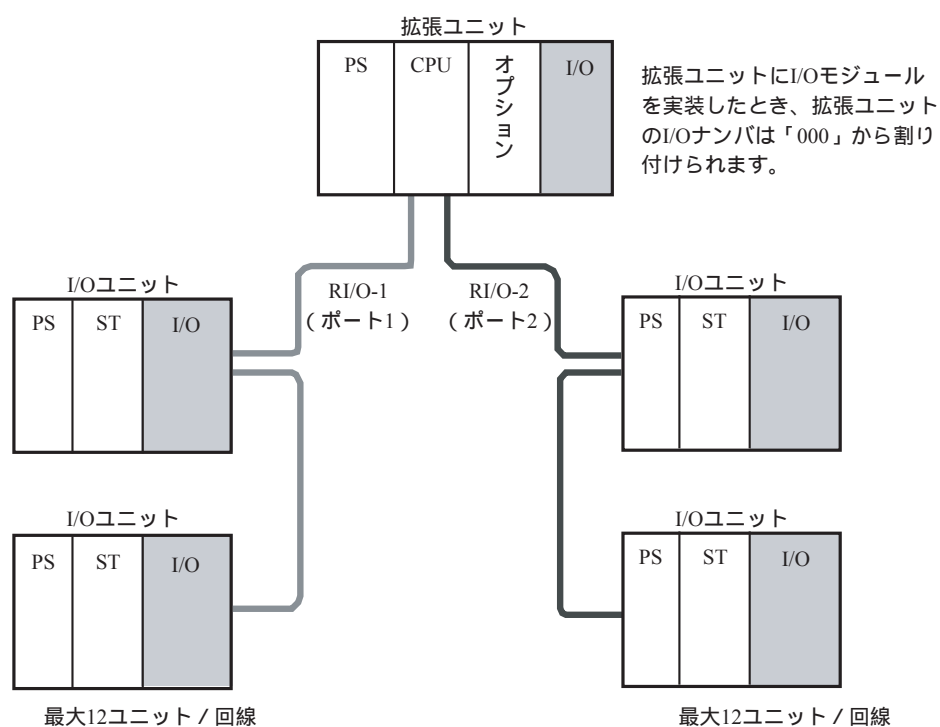 拡張ユニット
PS
CPU
オプション
I/O
拡張ユニットにI/Oモジュール
を実装したとき、拡張ユニット
のI/Oナンバは「000」から割り
付けられます。
I/Oユニット
PS
ST
I/O
RI/O-1
(ポート1)
RI/O-2
(ポート2)
I/Oユニット
PS
ST
I/O
I/Oユニット
PS
ST
I/O
最大12ユニット/回線
I/Oユニット
PS
ST
I/O
最大12ユニット/回線